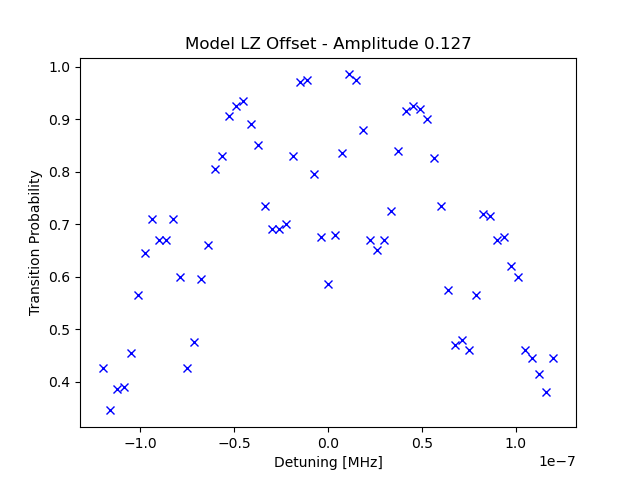 Model LZ Offset - Amplitude 0.127
1.0
0.9
0.8
0.7
0.6
0.5
0.4
Transition Probability
−1.0 −0.5 0.0 0.5 1.0
1e−7
Detuning [MHz]